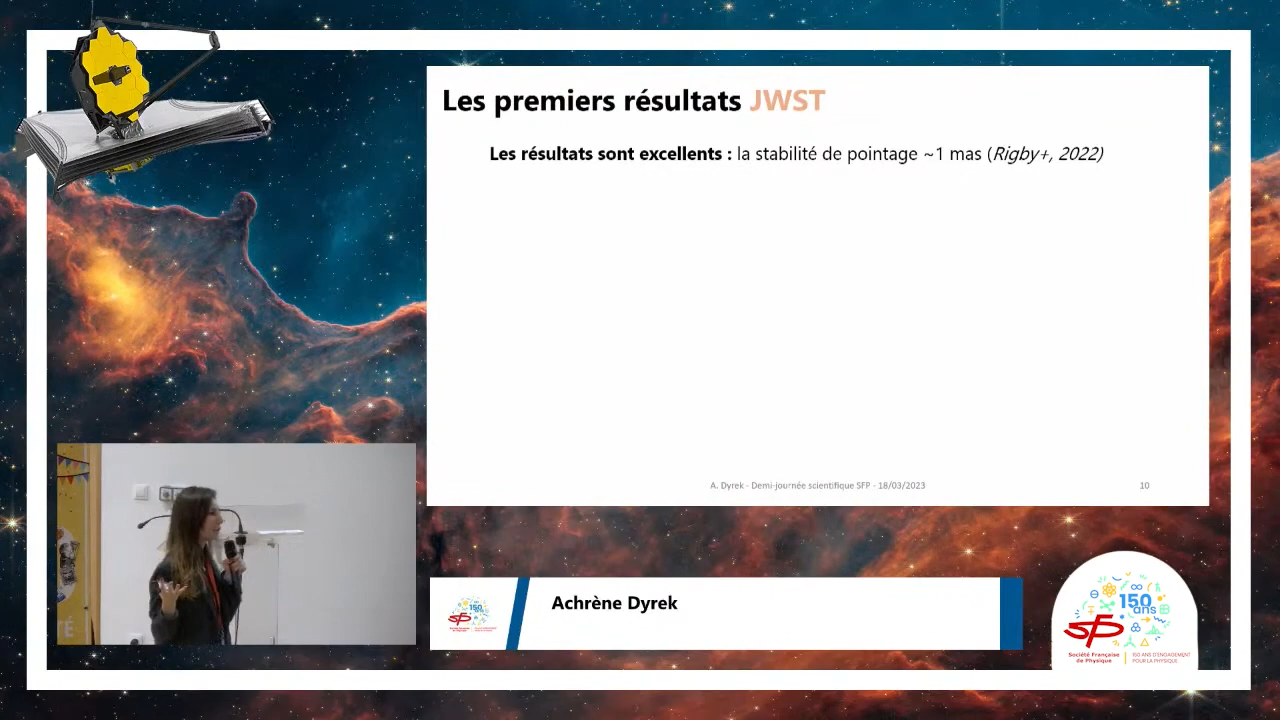 Les premiers résultats JWST
Les résultats sont excellents : la stabilité de pointage ~1 mas (Rigby+, 2022)
A. Dyrek - Demi-journée scientifique SFP - 18/03/2023
10
Achrène Dyrek
150
ans
sfp
Société Française
de Physique
150 ANS D'ENGAGEMENT
POUR LA PHYSIQUE